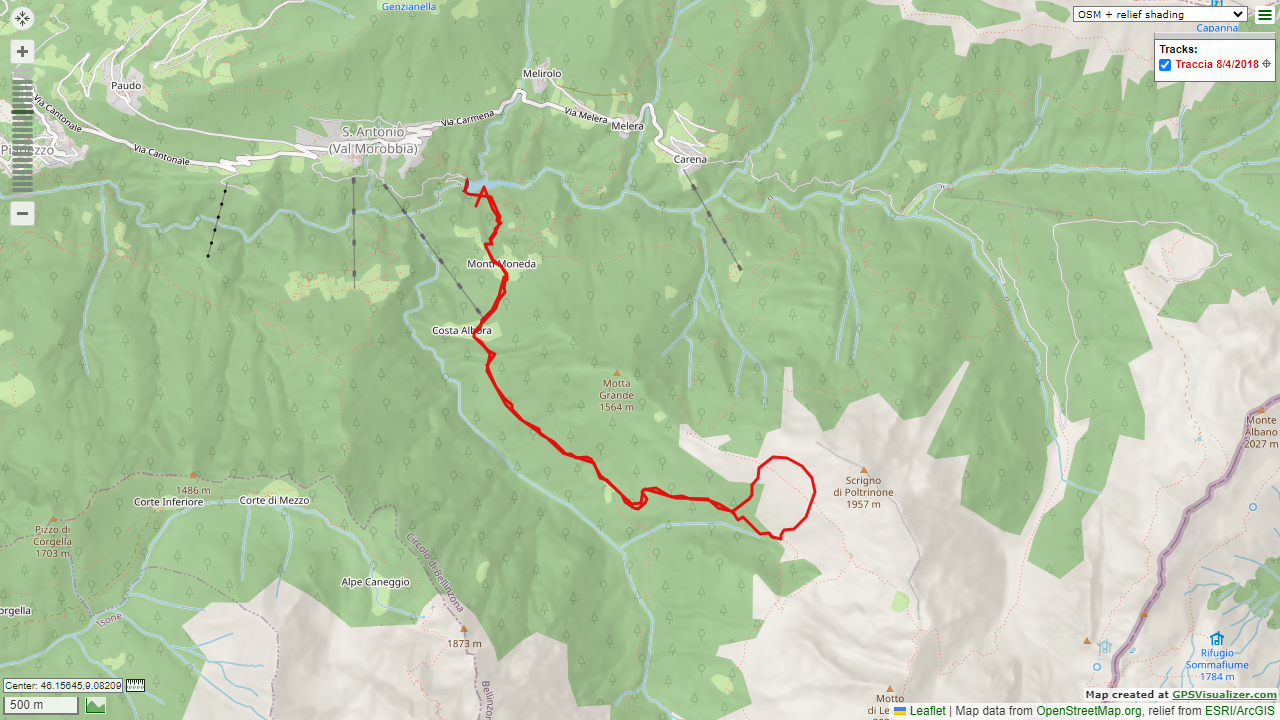 Genzianella
OSM + relief shading
Capanna
Tracks:
Traccia 8/4/2018
Melirolo
Paudo
Via Cantonale
Via Carmena
Via Melera
Melera
S. Antonio
(Val Morobbia)
Via Cantonale
Carena
Monti Moneda
Costa Albora
Motta
Grande
1564 m
Monte
Albano
2027 m
Scrigno
di Poltrinone
1957 m
1486 m
Corte Inferiore
Corte di Mezzo
Pizzo di
Corgella
1703 m
Circolo di Bellinzona
Alpe Caneggio
orgella
Isone
1873 m
Rifugio
Sommafiume
1784 m
Center: 46.15645,9.08209
Bellinzo
Motto
500 m
Map created at GPSVisualizer.com
Leaflet | Map data from OpenStreetMap.org, relief from ESRI/ArcGIS